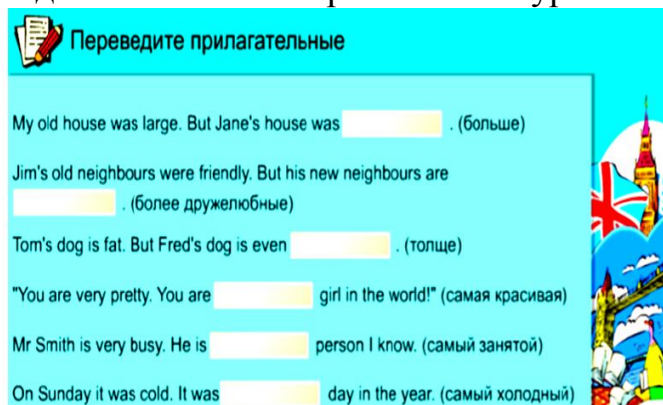 Переведите прилагательные
My old house was large. But Jane's house was . (больше)
Jim's old neighbours were friendly. But his new neighbours are
. (более дружелюбные)
Tom's dog is fat. But Fred's dog is even . (толще)
"You are very pretty. You are girl in the world!" (самая красивая)
Mr Smith is very busy. He is person I know. (самый занятой)
On Sunday it was cold. It was day in the year. (самый холодный)